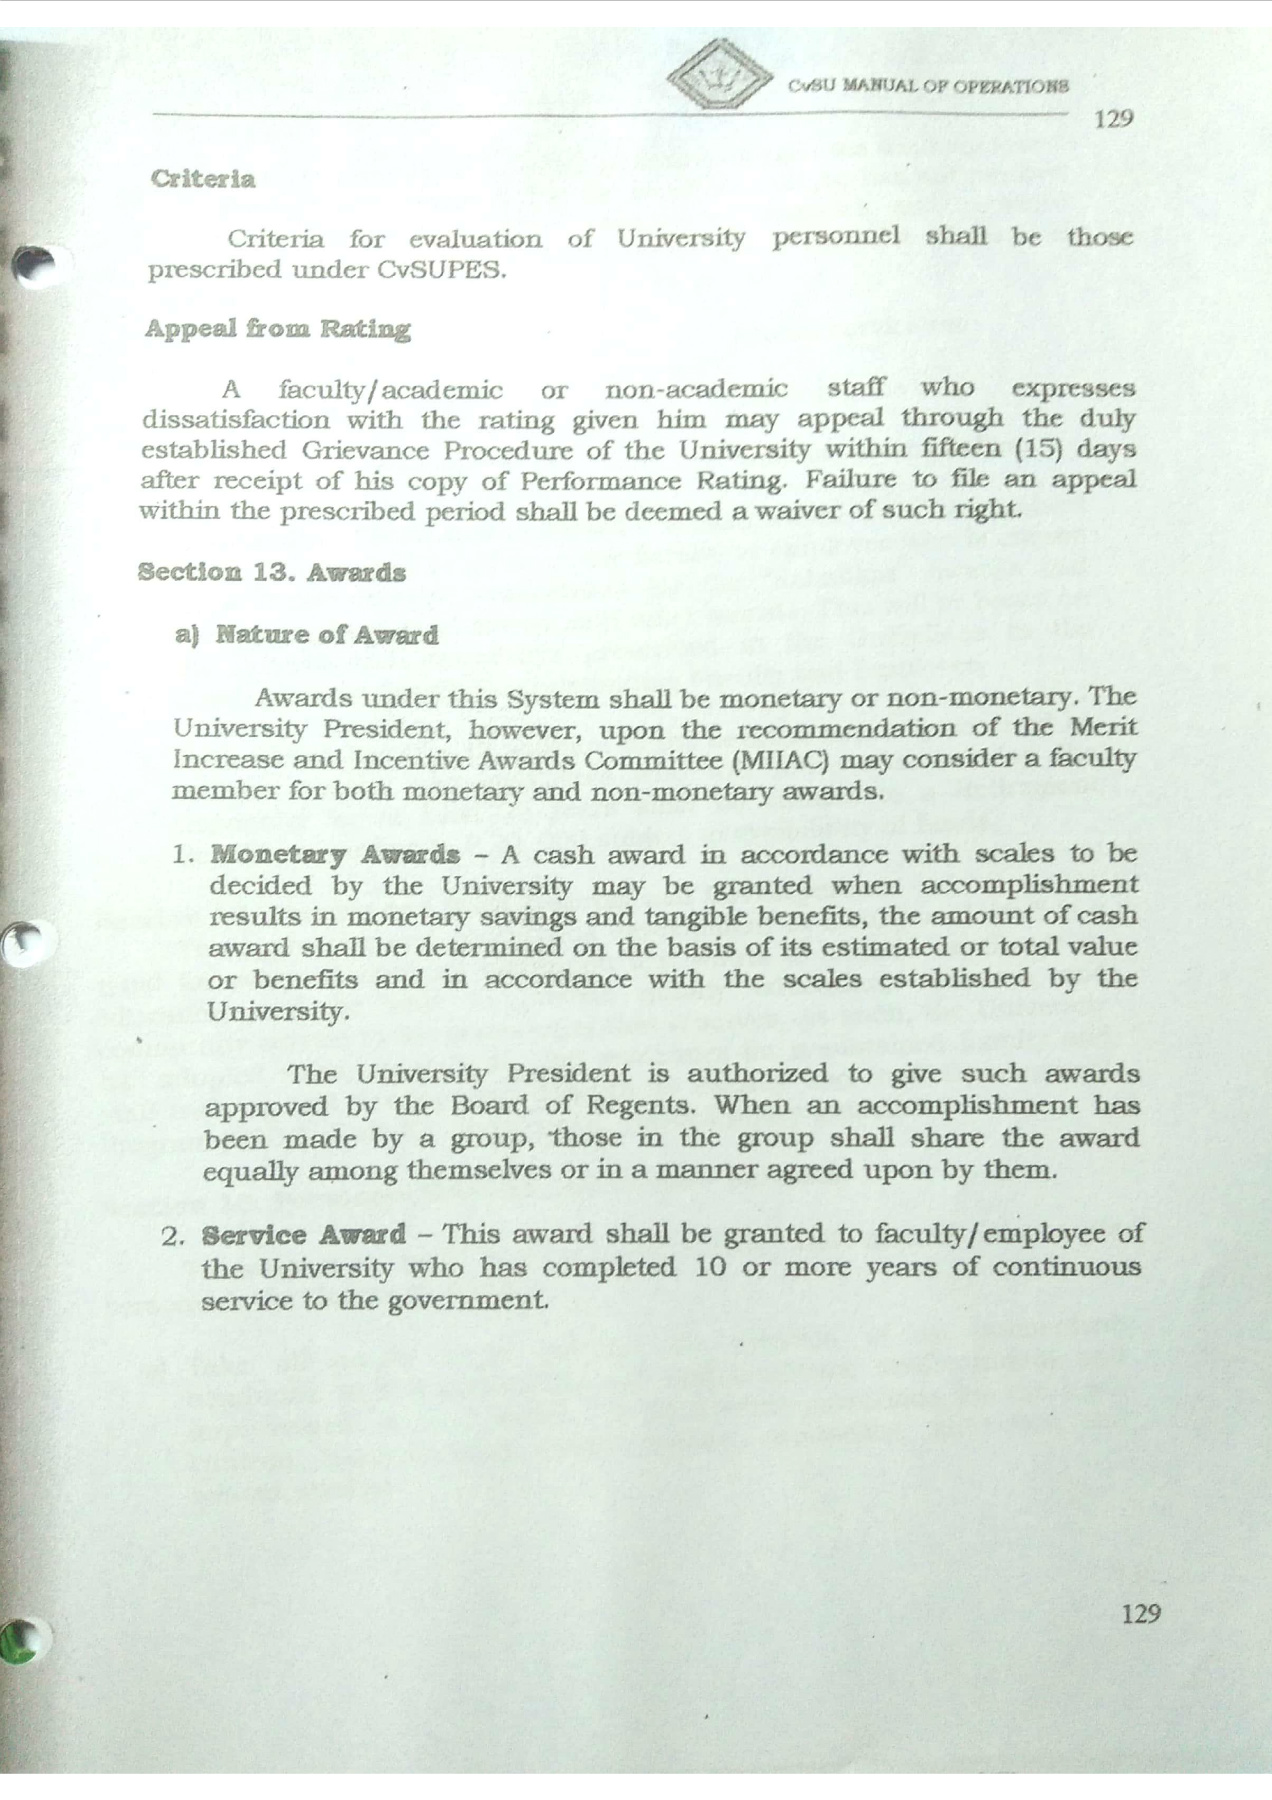 CvSU MANUAL OF OPERATIONS
129
Criteria
Criteria for evaluation of University personnel shall be those
prescribed under CvSUPES.
Appeal from Rating
A faculty/academic or non-academic staff who expresses
dissatisfaction with the rating given him may appeal through the duly
established Grievance Procedure of the University within fifteen (15) days
after receipt of his copy of Performance Rating. Failure to file an appeal
within the prescribed period shall be deemed a waiver of such right.
Section 13. Awards
a) Nature of Award
Awards under this System shall be monetary or non-monetary. The
University President, however, upon the recommendation of the Merit
Increase and Incentive Awards Committee (MIIAC) may consider a faculty
member for both monetary and non-monetary awards.
1. Monetary Awards – A cash award in accordance with scales to be
decided by the University may be granted when accomplishment
results in monetary savings and tangible benefits, the amount of cash
award shall be determined on the basis of its estimated or total value
or benefits and in accordance with the scales established by the
University.
The University President is authorized to give such awards
approved by the Board of Regents. When an accomplishment has
been made by a group, those in the group shall share the award
equally among themselves or in a manner agreed upon by them.
2. Service Award – This award shall be granted to faculty/employee of
the University who has completed 10 or more years of continuous
service to the government.
129